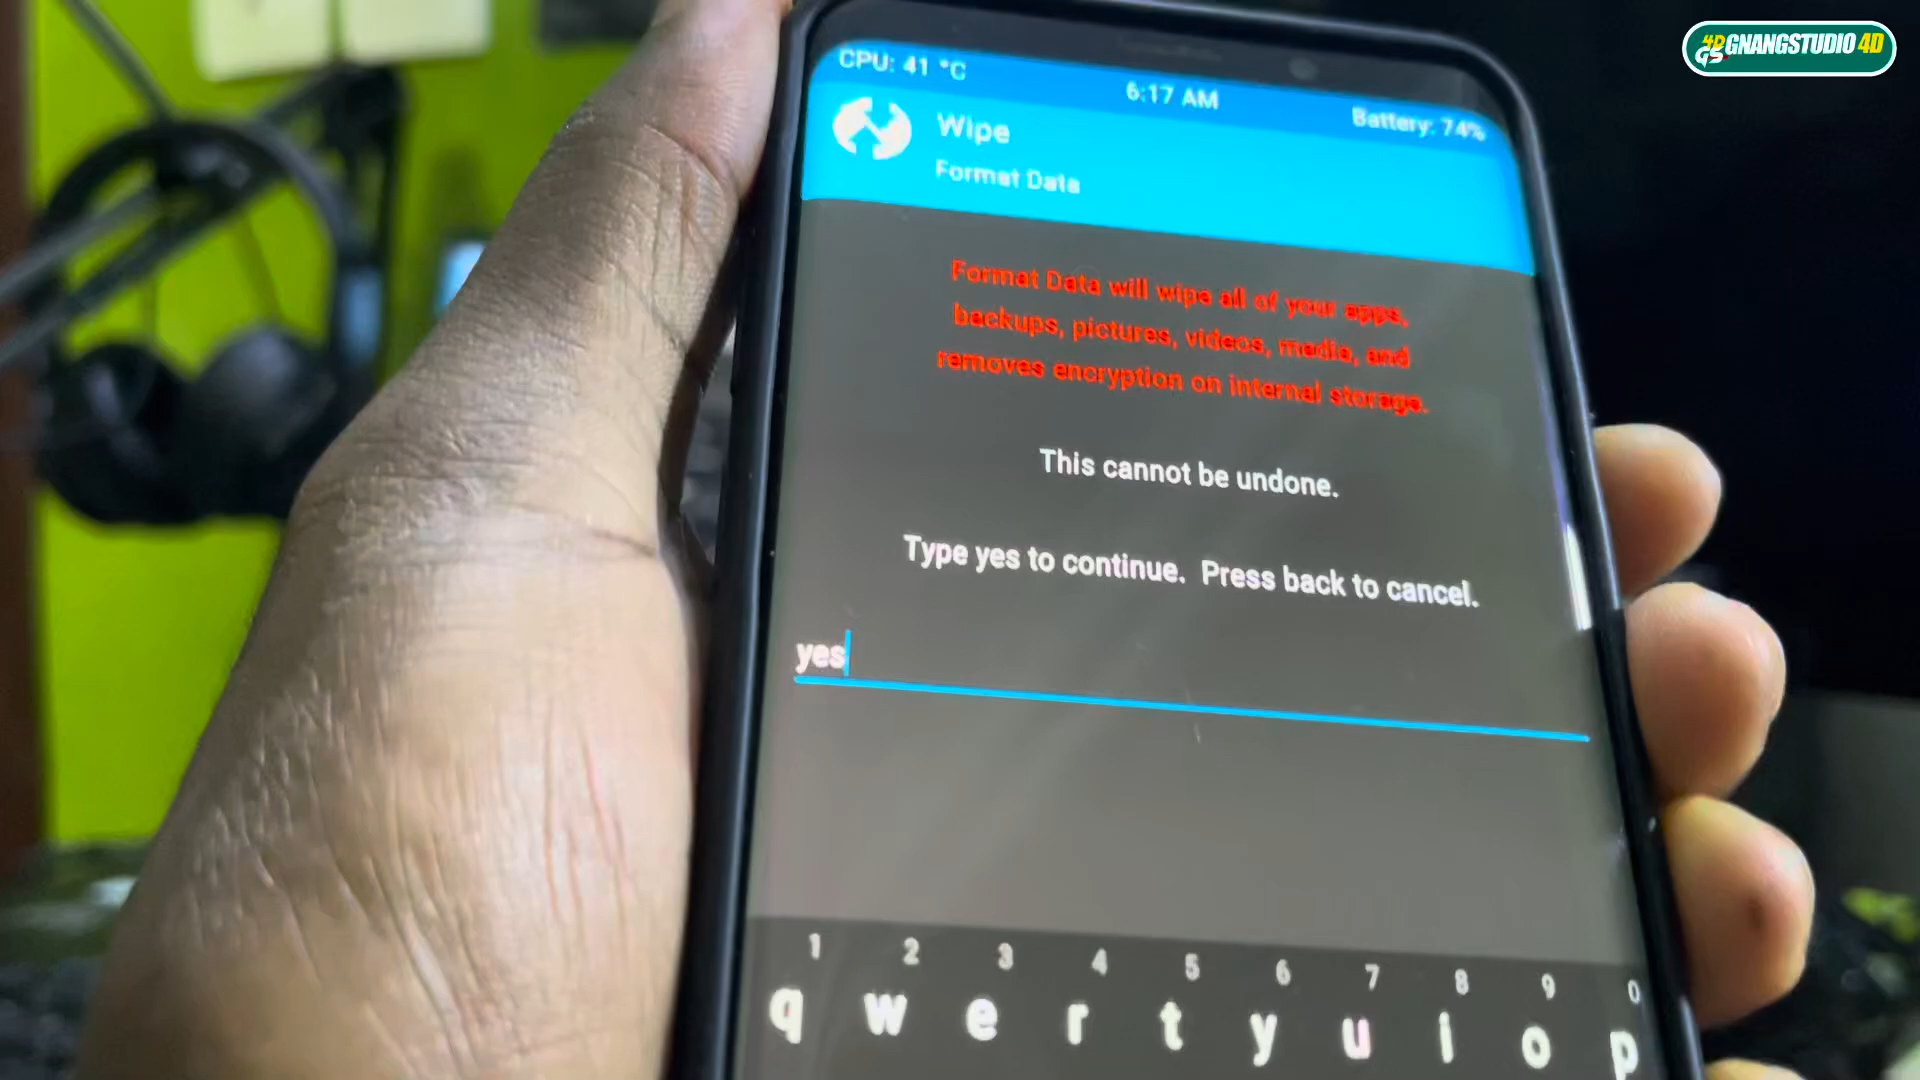 GNANGSTUDIO 4D
CPU: 41 °C
6:17 AM
Battery: 74%
Wipe
Format Data
Format Data will wipe all of your apps,
backups, pictures, videos, media, and
removes encryption on internal storage.
This cannot be undone.
Type yes to continue. Press back to cancel.
yes
1 2 3 4 5 6 7 8 9 0
q w e r t y u i o p